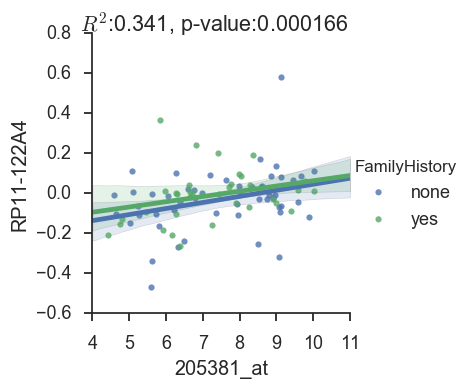 R²:0.341, p-value:0.000166
0.8
0.6
0.4
0.2
0.0
−0.2
−0.4
−0.6
RP11-122A4
4 5 6 7 8 9 10 11
205381_at
FamilyHistory
none
yes